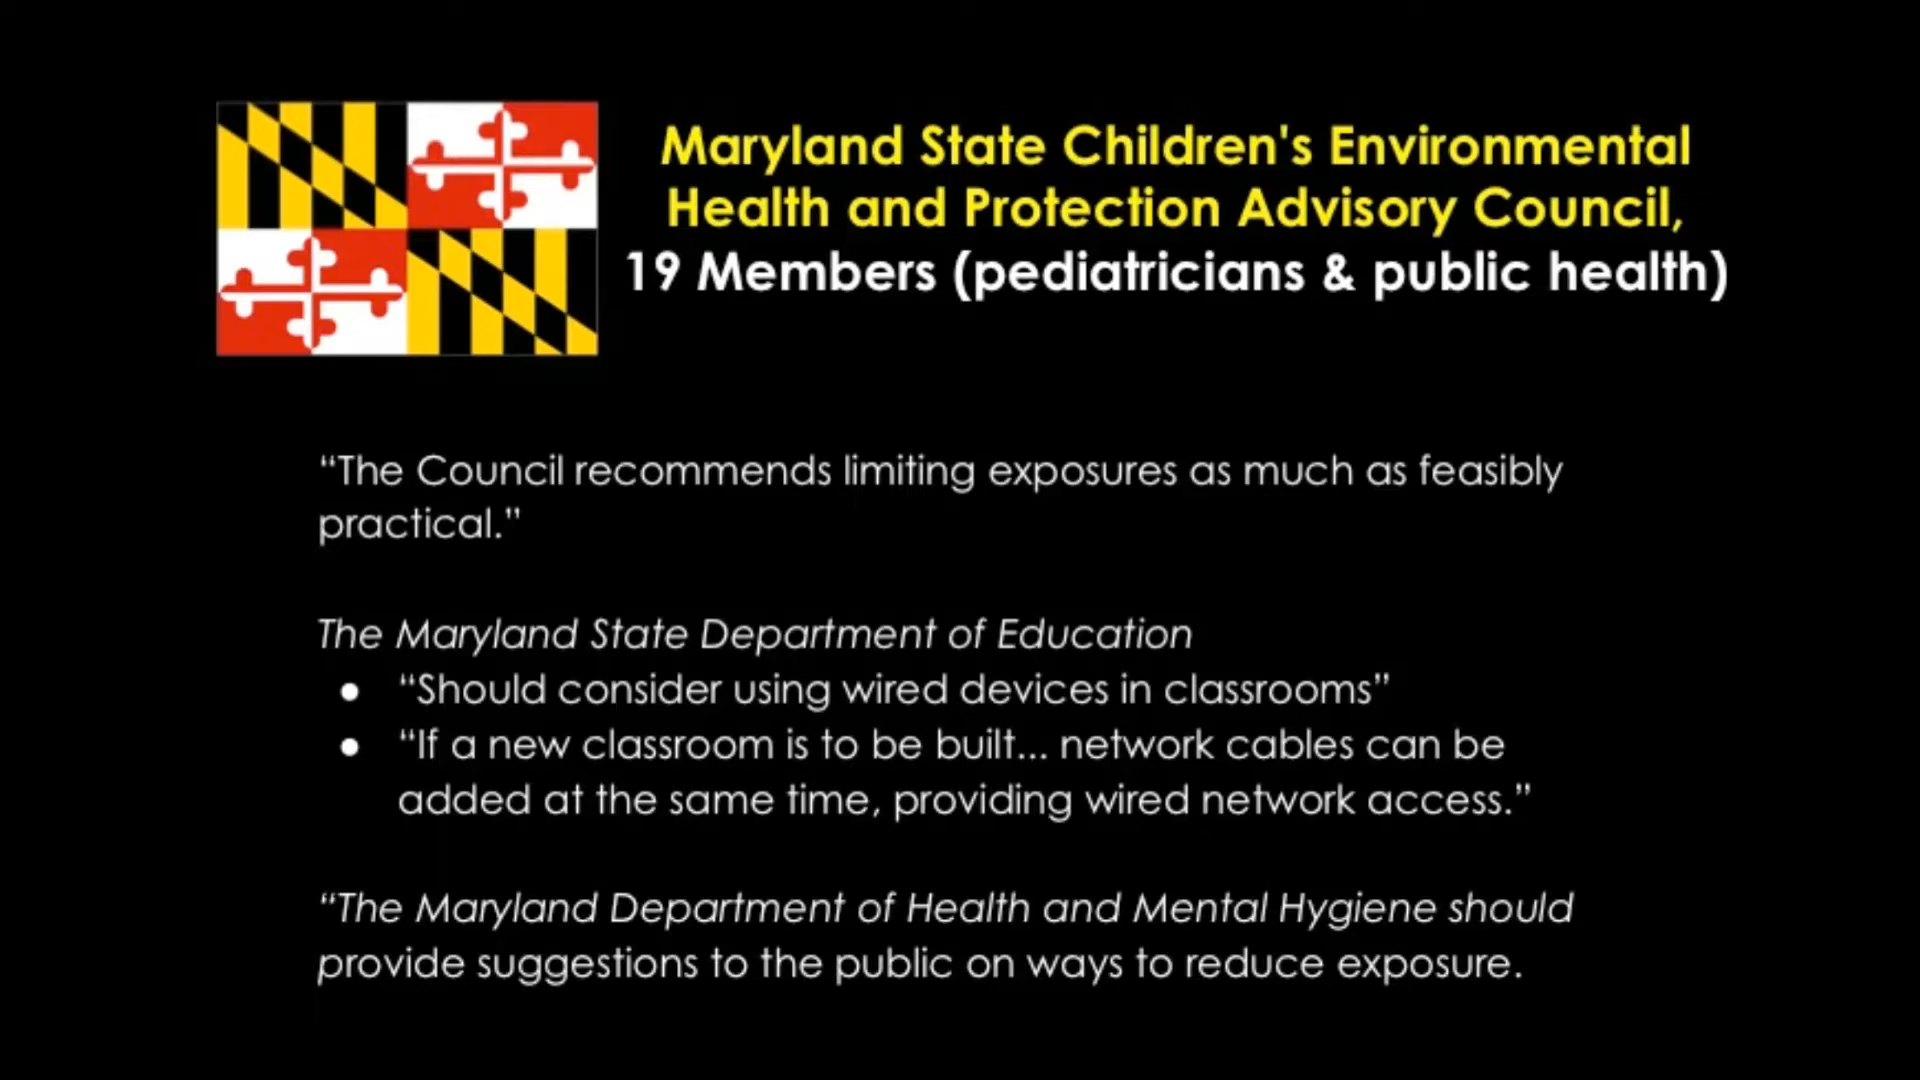 Maryland State Children's Environmental
Health and Protection Advisory Council,
19 Members (pediatricians & public health)
“The Council recommends limiting exposures as much as feasibly
practical.”
The Maryland State Department of Education
● “Should consider using wired devices in classrooms”
● “If a new classroom is to be built... network cables can be
added at the same time, providing wired network access.”
“The Maryland Department of Health and Mental Hygiene should
provide suggestions to the public on ways to reduce exposure.